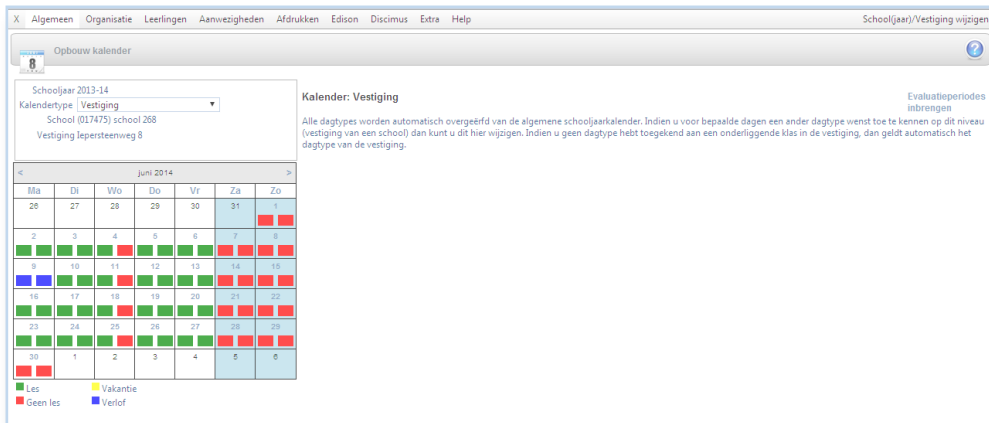 X Algemeen Organisatie Leerlingen Aanwezigheden Afdrukken Edison Discimus Extra Help School(jaar)/Vestiging wijzigen
8
Opbouw kalender
?
Schooljaar 2013-14
Kalendertype Vestiging
School (017475) school 268
Vestiging Iepersteenweg 8
Kalender: Vestiging
Evaluatieperiodes
inbrengen
Alle dagtypes worden automatisch overgeërfd van de algemene schooljaarkalender. Indien u voor bepaalde dagen een ander dagtype wenst toe te kennen op dit niveau
(vestiging van een school) dan kunt u dit hier wijzigen. Indien u geen dagtype hebt toegekend aan een onderliggende klas in de vestiging, dan geldt automatisch het
dagtype van de vestiging.
< juni 2014 >
Ma Di Wo Do Vr Za Zo
26 27 28 29 30 31 1
2 3 4 5 6 7 8
9 10 11 12 13 14 15
16 17 18 19 20 21 22
23 24 25 26 27 28 29
30 1 2 3 4 5 6
Les Vakantie
Geen les Verlof